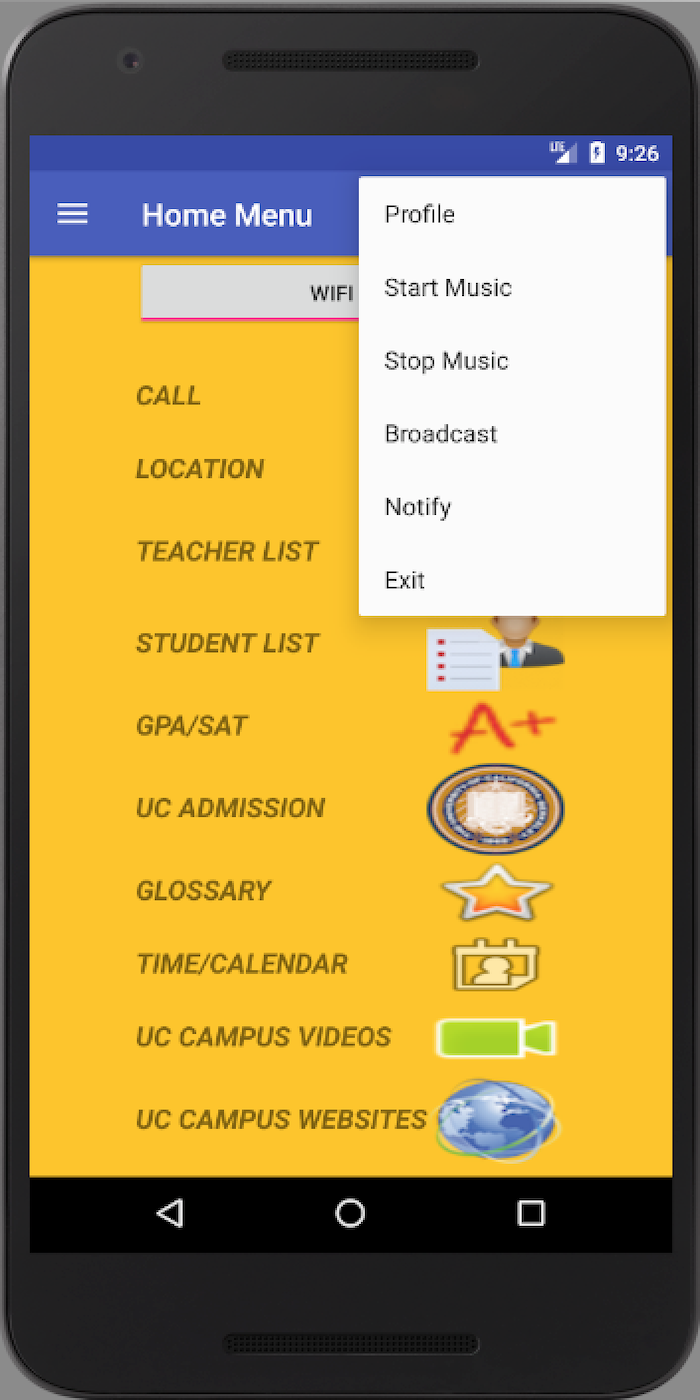 LTE 9:26
Home Menu
Profile
WIFI
Start Music
Stop Music
CALL
Broadcast
LOCATION
Notify
TEACHER LIST
Exit
STUDENT LIST
GPA/SAT
A+
UC ADMISSION
GLOSSARY
TIME/CALENDAR
UC CAMPUS VIDEOS
UC CAMPUS WEBSITES